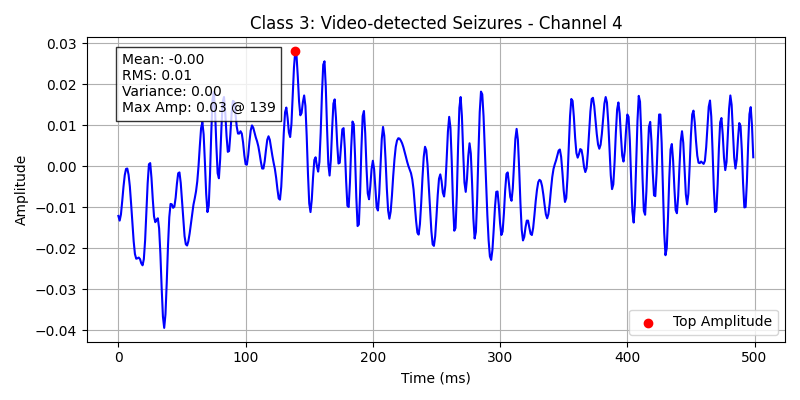 Class 3: Video-detected Seizures - Channel 4
Mean: -0.00
RMS: 0.01
Variance: 0.00
Max Amp: 0.03 @ 139
Amplitude
0.03
0.02
0.01
0.00
−0.01
−0.02
−0.03
−0.04
Top Amplitude
0 100 200 300 400 500
Time (ms)